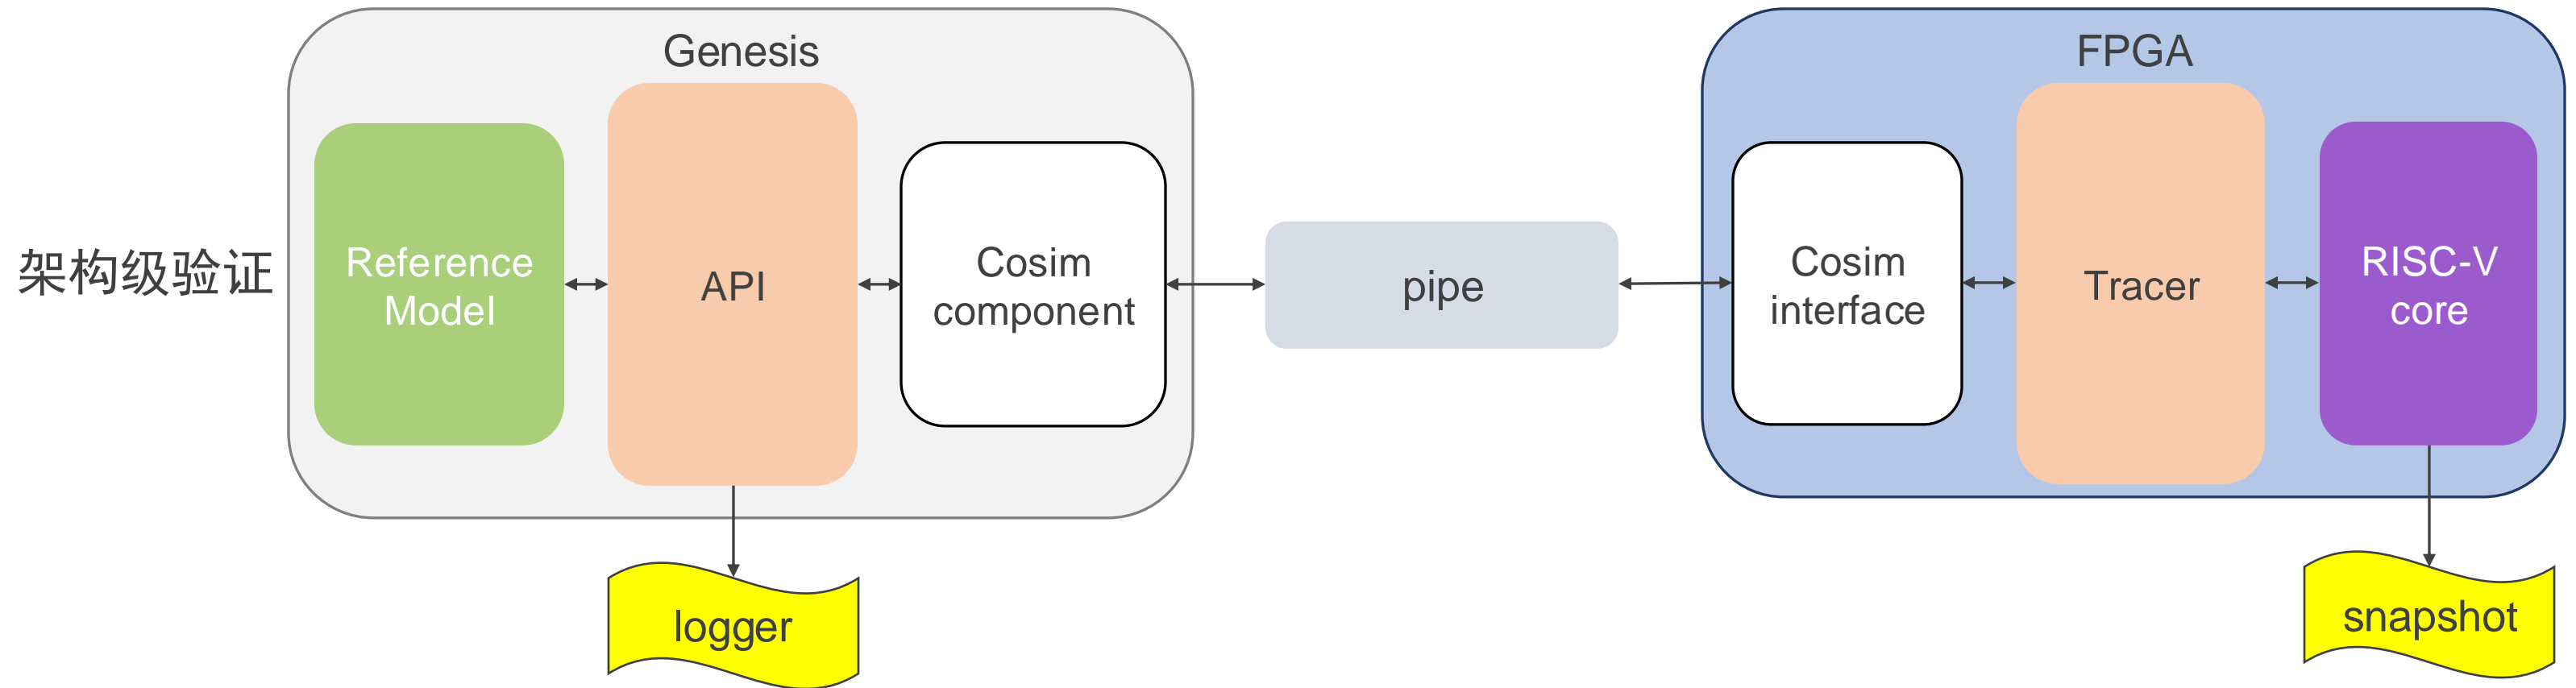 Genesis
FPGA
架构级验证
Reference
Model
API
Cosim
component
pipe
Cosim
interface
Tracer
RISC-V
core
logger
snapshot